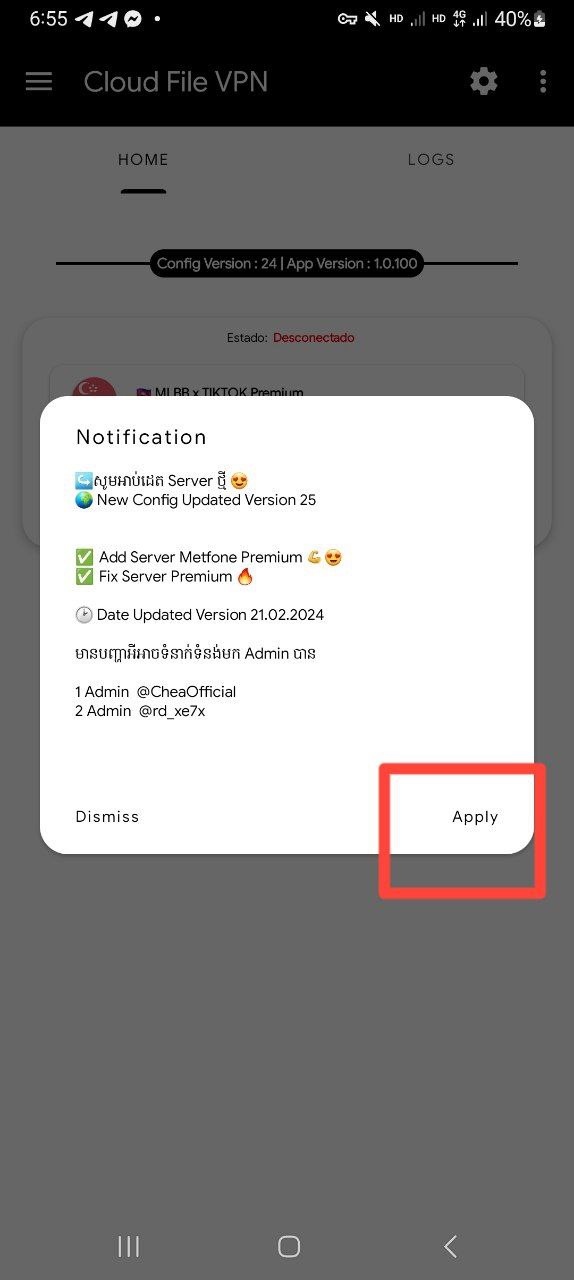 6:55
HD HD 4G 40%
Cloud File VPN
HOME LOGS
Config Version : 24 | App Version : 1.0.100
Estado: Desconectado
🇰🇭 MLBB x TIKTOK Premium
Notification
↪️សូមអាប់ដេត Server ថ្មី 😍
🌍 New Config Updated Version 25
✅ Add Server Metfone Premium 💪😍
✅ Fix Server Premium 🔥
🕑 Date Updated Version 21.02.2024
មានបញ្ហាអីអាចទំនាក់ទំនង់មក Admin បាន
1 Admin @CheaOfficial
2 Admin @rd_xe7x
Dismiss Apply